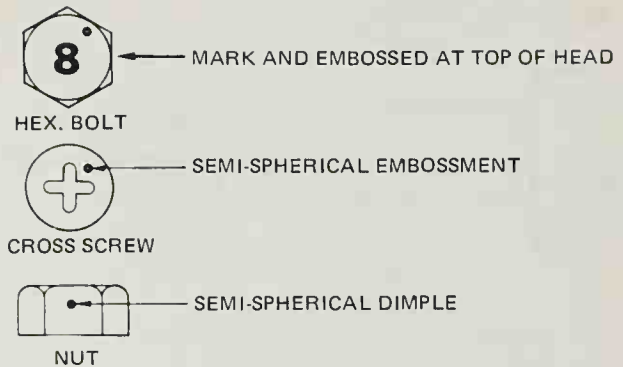 8
MARK AND EMBOSSED AT TOP OF HEAD
HEX. BOLT
SEMI-SPHERICAL EMBOSSMENT
CROSS SCREW
SEMI-SPHERICAL DIMPLE
NUT